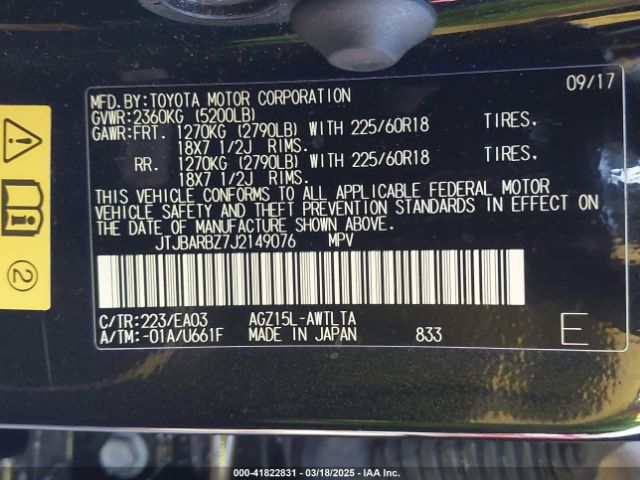 09/17
MFD.BY:TOYOTA MOTOR CORPORATION
GVWR:2360KG (5200LB)
GAWR:FRT. 1270KG (2790LB) WITH 225/60R18 TIRES,
18X7 1/2J RIMS.
RR. 1270KG (2790LB) WITH 225/60R18 TIRES,
18X7 1/2J RIMS.
THIS VEHICLE CONFORMS TO ALL APPLICABLE FEDERAL MOTOR
VEHICLE SAFETY AND THEFT PREVENTION STANDARDS IN EFFECT ON
THE DATE OF MANUFACTURE SHOWN ABOVE.
JTJBARBZ7J2149076 MPV
C/TR:223/EA03 AGZ15L-AWTLTA
A/TM:-01A/U661F MADE IN JAPAN 833 E
2
000-41822831 - 03/18/2025 - IAA Inc.